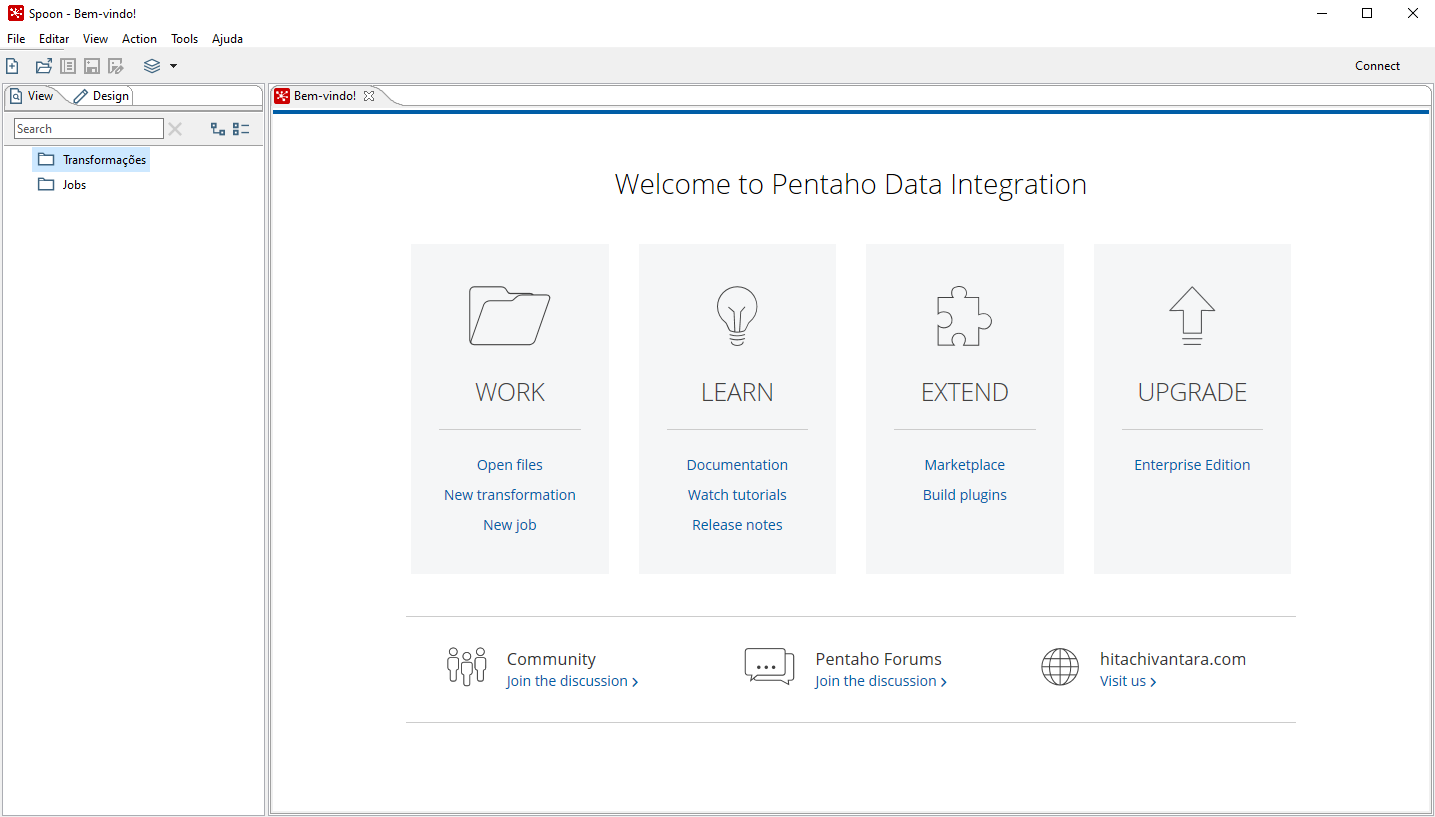 Spoon - Bem-vindo!
File Editar View Action Tools Ajuda
Connect
View Design
Bem-vindo!
Search
Transformações
Jobs
Welcome to Pentaho Data Integration
WORK
Open files
New transformation
New job
LEARN
Documentation
Watch tutorials
Release notes
EXTEND
Marketplace
Build plugins
UPGRADE
Enterprise Edition
Community
Join the discussion
Pentaho Forums
Join the discussion
hitachivantara.com
Visit us